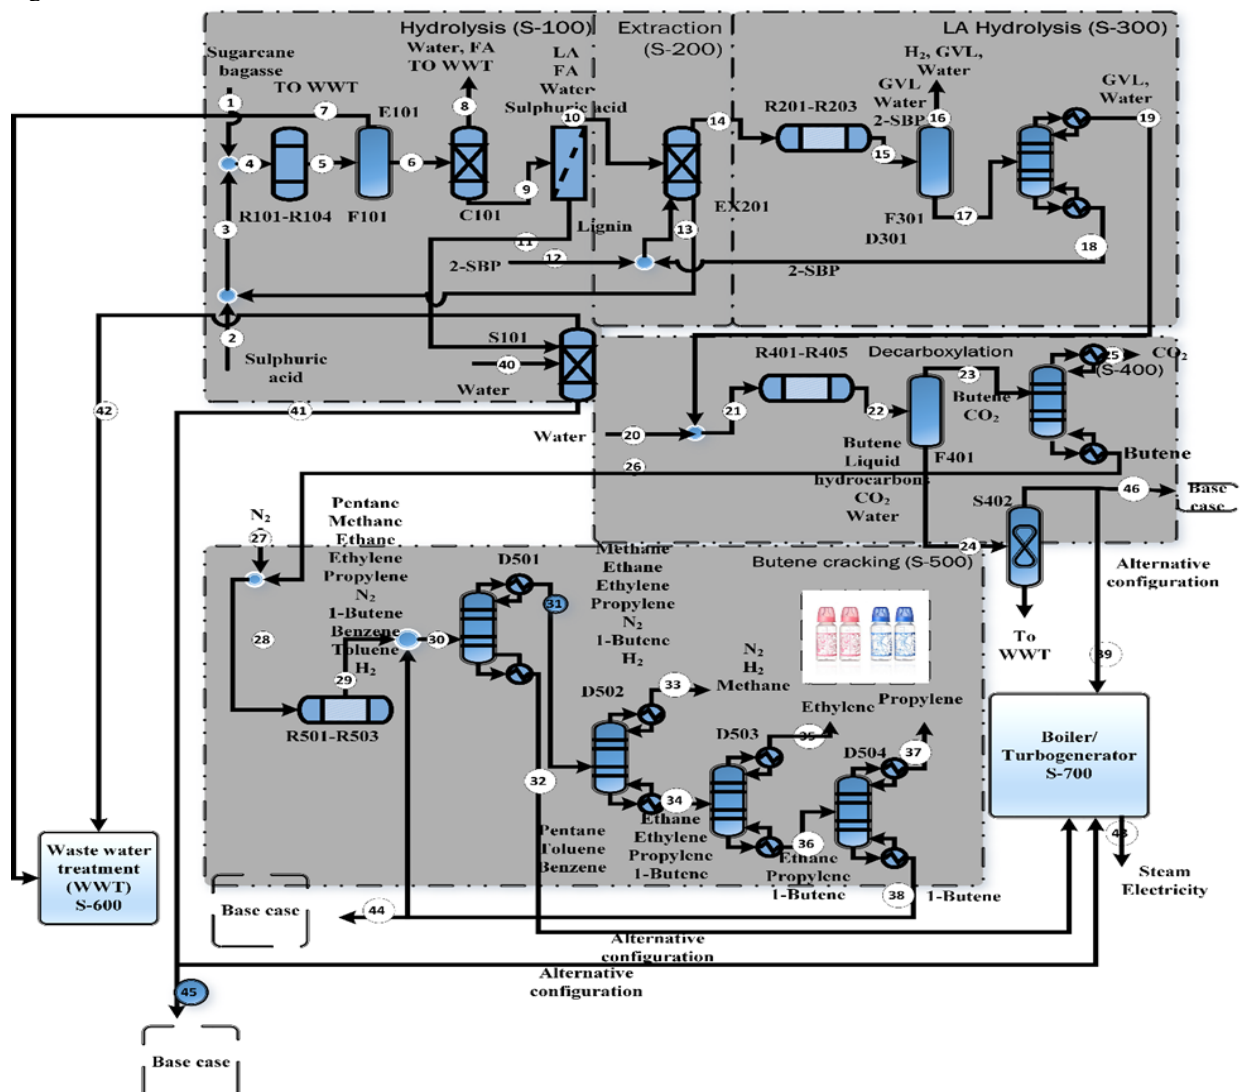 Hydrolysis (S-100)
Extraction
(S-200)
LA Hydrolysis (S-300)
Sugarcane
bagasse
TO WWT
Water, FA
TO WWT
LA
FA
Water
Sulphuric acid
H₂, GVL,
Water
GVL
Water
2-SBP
GVL,
Water
1
7
E101
8
10
14
R201-R203
15
16
19
4
5
6
9
R101-R104
F101
C101
EX201
F301
D301
17
18
3
Lignin
11
12
13
2-SBP
2-SBP
2
Sulphuric
acid
S101
40
Water
42
41
R401-R405
Decarboxylation
(S-400)
23
25
CO₂
Butene
CO₂
21
22
Water
20
F401
26
Butene
Liquid
hydrocarbons
CO₂
Water
Butene
S402
46
Base
case
24
Alternative
configuration
To
WWT
39
N₂
27
Pentane
Methane
Ethane
Ethylene
Propylene
N₂
1-Butene
Benzene
Toluene
H₂
D501
Methane
Ethane
Ethylene
Propylene
N₂
1-Butene
H₂
Butene cracking (S-500)
28
29
30
31
R501-R503
D502
33
N₂
H₂
Methane
D503
Ethylene
35
Propylene
D504
37
32
34
36
38
Pentane
Toluene
Benzene
Ethane
Ethylene
Propylene
1-Butene
Ethane
Propylene
1-Butene
1-Butene
Boiler/
Turbogenerator
S-700
43
Steam
Electricity
Waste water
treatment
(WWT)
S-600
Base case
44
Alternative
configuration
Alternative
configuration
45
Base case